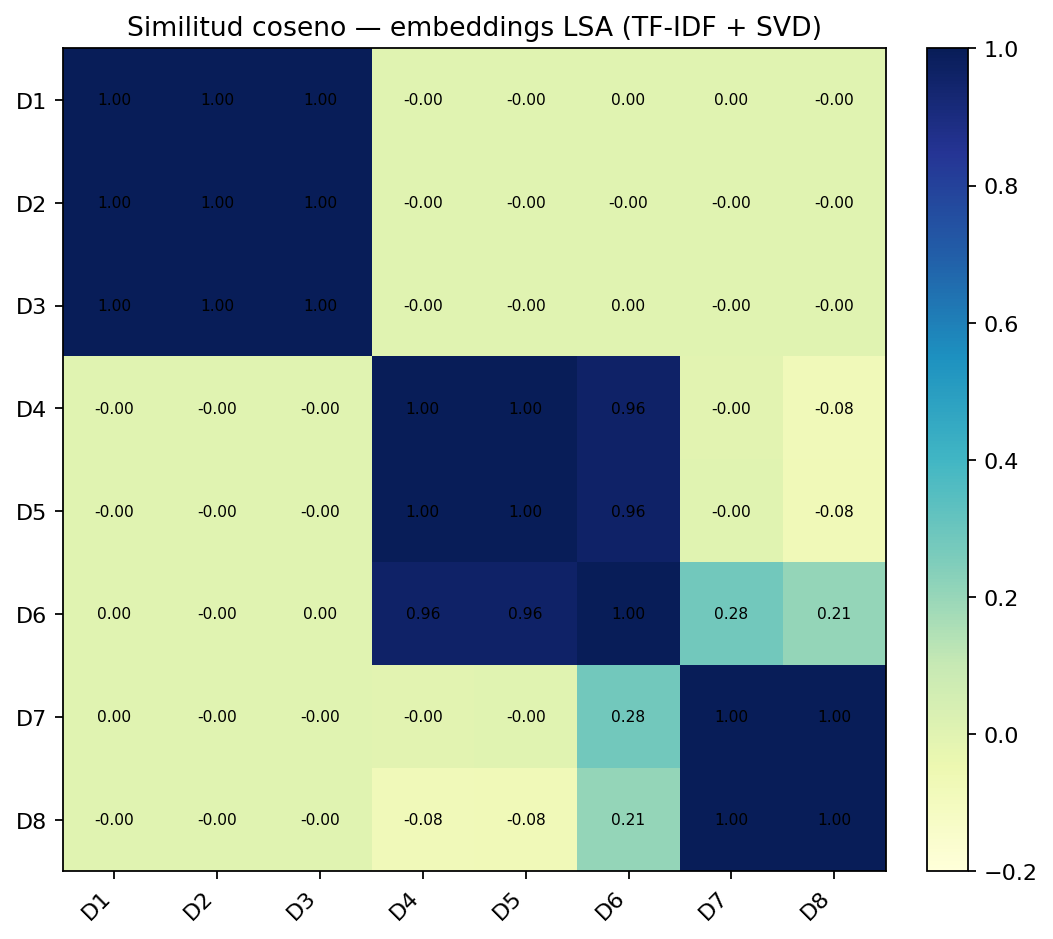 Similitud coseno — embeddings LSA (TF-IDF + SVD)
D1 1.00 1.00 1.00 -0.00 -0.00 0.00 0.00 -0.00
D2 1.00 1.00 1.00 -0.00 -0.00 -0.00 -0.00 -0.00
D3 1.00 1.00 1.00 -0.00 -0.00 0.00 -0.00 -0.00
D4 -0.00 -0.00 -0.00 1.00 1.00 0.96 -0.00 -0.08
D5 -0.00 -0.00 -0.00 1.00 1.00 0.96 -0.00 -0.08
D6 0.00 -0.00 0.00 0.96 0.96 1.00 0.28 0.21
D7 0.00 -0.00 -0.00 -0.00 -0.00 0.28 1.00 1.00
D8 -0.00 -0.00 -0.00 -0.08 -0.08 0.21 1.00 1.00
D1 D2 D3 D4 D5 D6 D7 D8
1.0
0.8
0.6
0.4
0.2
0.0
−0.2